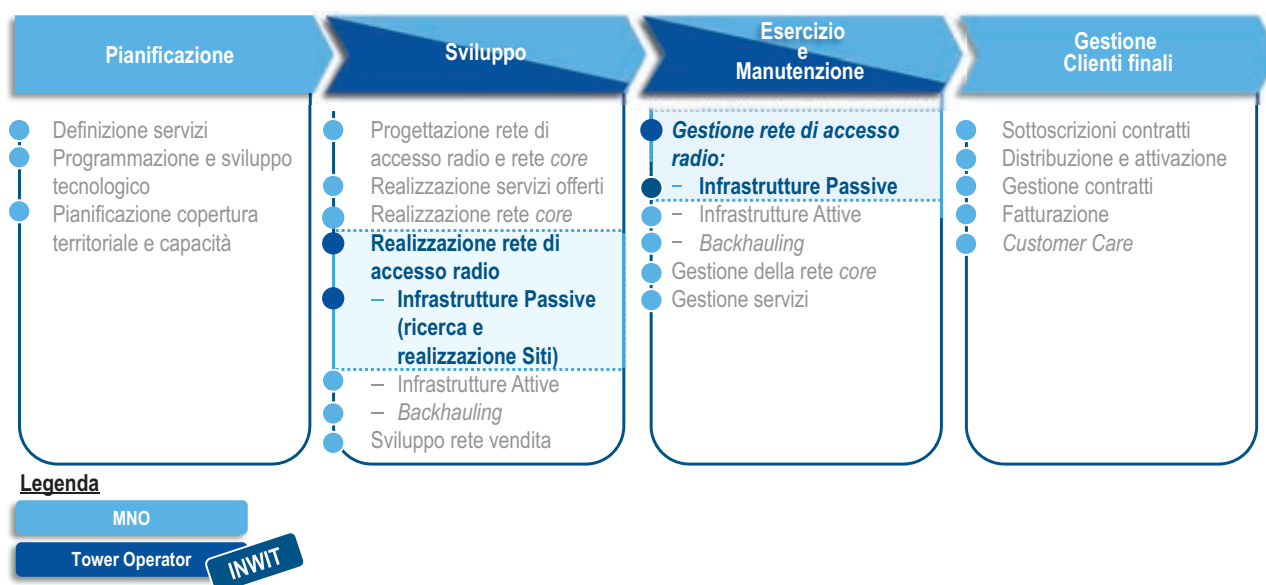 Pianificazione
Sviluppo
Esercizio
e
Manutenzione
Gestione
Clienti finali
Definizione servizi
Programmazione e sviluppo
tecnologico
Pianificazione copertura
territoriale e capacità
Progettazione rete di
accesso radio e rete core
Realizzazione servizi offerti
Realizzazione rete core
Realizzazione rete di
accesso radio
– Infrastrutture Passive
(ricerca e
realizzazione Siti)
– Infrastrutture Attive
– Backhauling
Sviluppo rete vendita
Gestione rete di accesso
radio:
– Infrastrutture Passive
– Infrastrutture Attive
– Backhauling
Gestione della rete core
Gestione servizi
Sottoscrizioni contratti
Distribuzione e attivazione
Gestione contratti
Fatturazione
Customer Care
Legenda
MNO
Tower Operator
INWIT